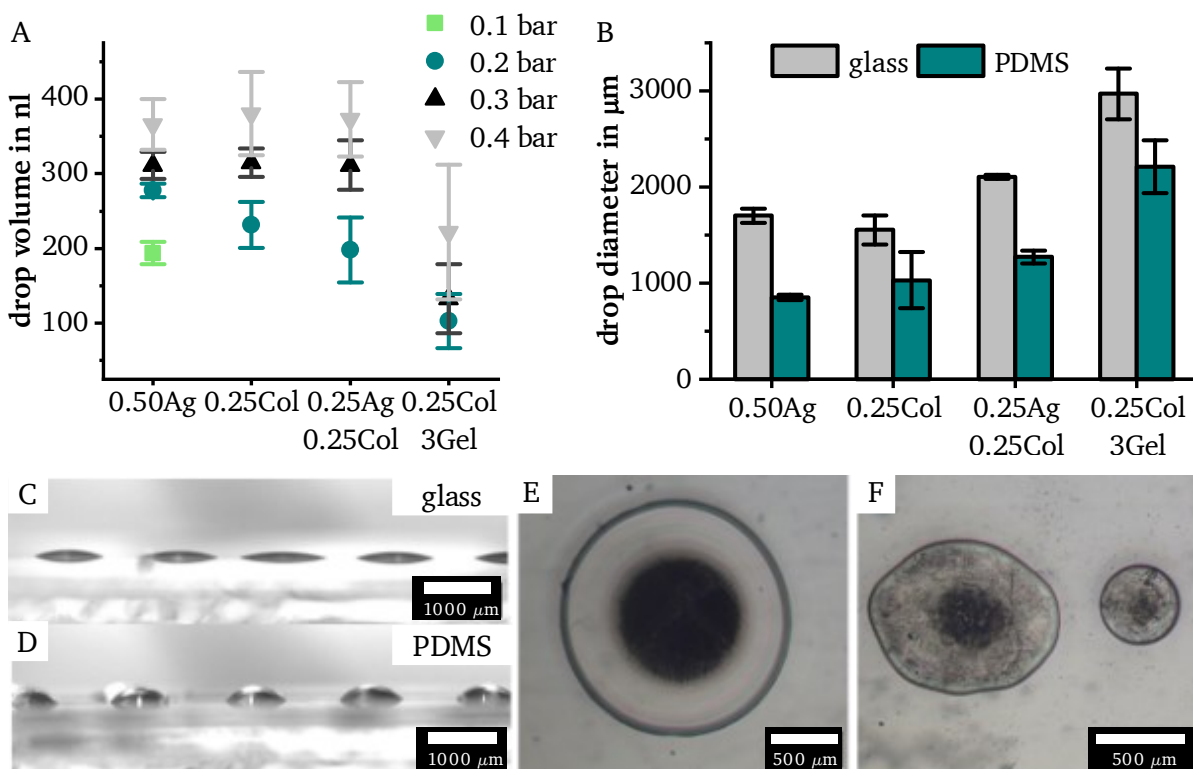 A
0.1 bar
0.2 bar
0.3 bar
0.4 bar
drop volume in nl
400
300
200
100
0.50Ag 0.25Col 0.25Ag 0.25Col
0.25Col 3Gel
B
glass PDMS
drop diameter in μm
3000
2000
1000
0
0.50Ag 0.25Col 0.25Ag 0.25Col
0.25Col 3Gel
C glass
1000 μm
D PDMS
1000 μm
E
500 μm
F
500 μm